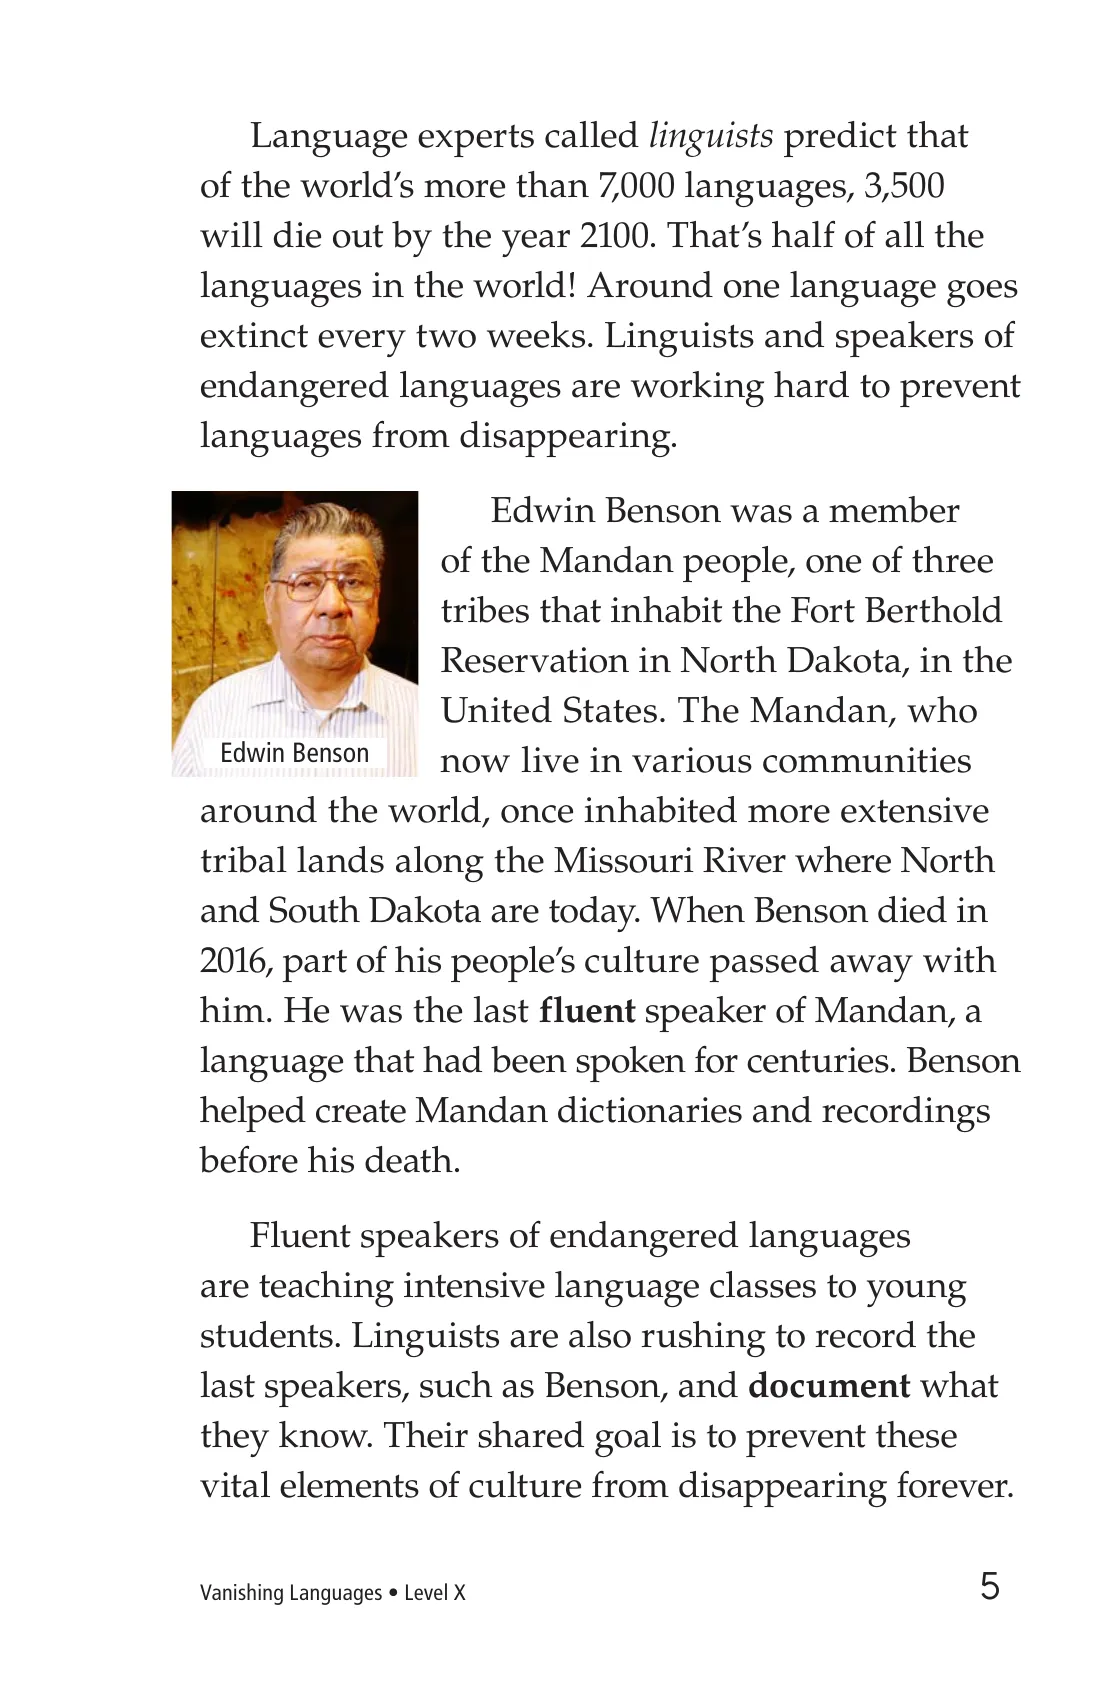 Language experts called linguists predict that
of the world’s more than 7,000 languages, 3,500
will die out by the year 2100. That’s half of all the
languages in the world! Around one language goes
extinct every two weeks. Linguists and speakers of
endangered languages are working hard to prevent
languages from disappearing.
Edwin Benson was a member
of the Mandan people, one of three
tribes that inhabit the Fort Berthold
Reservation in North Dakota, in the
United States. The Mandan, who
now live in various communities
Edwin Benson
around the world, once inhabited more extensive
tribal lands along the Missouri River where North
and South Dakota are today. When Benson died in
2016, part of his people’s culture passed away with
him. He was the last fluent speaker of Mandan, a
language that had been spoken for centuries. Benson
helped create Mandan dictionaries and recordings
before his death.
Fluent speakers of endangered languages
are teaching intensive language classes to young
students. Linguists are also rushing to record the
last speakers, such as Benson, and document what
they know. Their shared goal is to prevent these
vital elements of culture from disappearing forever.
Vanishing Languages • Level X
5